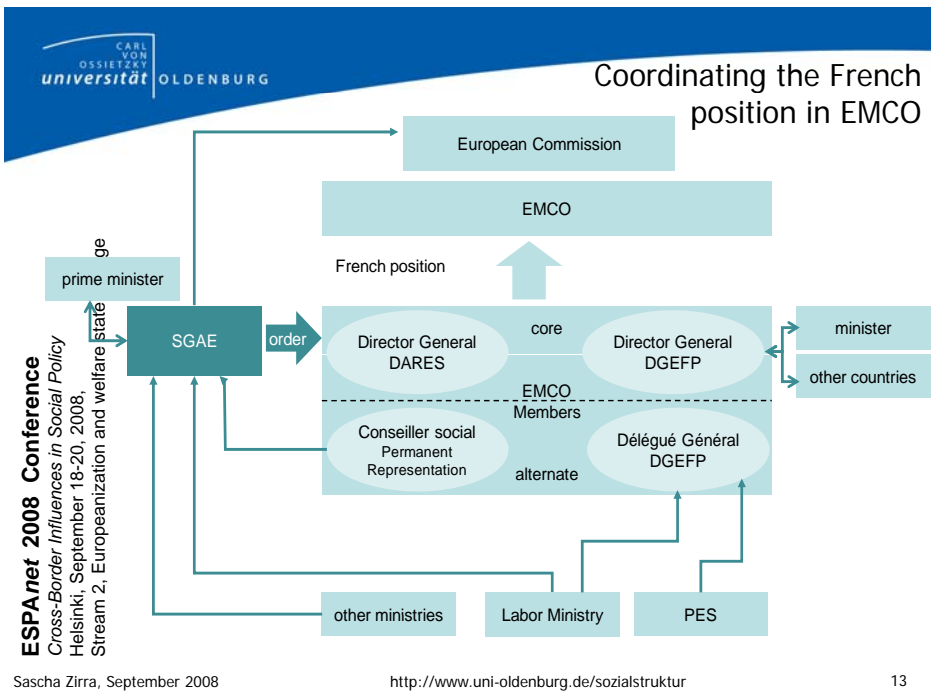 CARL
VON
OSSIETZKY
universität OLDENBURG
Coordinating the French
position in EMCO
European Commission
EMCO
French position
prime minister
SGAE
order
Director General
DARES
core
Director General
DGEFP
minister
other countries
EMCO
Members
Conseiller social
Permanent
Representation
alternate
Délégué Général
DGEFP
other ministries
Labor Ministry
PES
ESPAnet 2008 Conference
Cross-Border Influences in Social Policy
Helsinki, September 18-20, 2008,
Stream 2, Europeanization and welfare state ge
Sascha Zirra, September 2008
http://www.uni-oldenburg.de/sozialstruktur
13